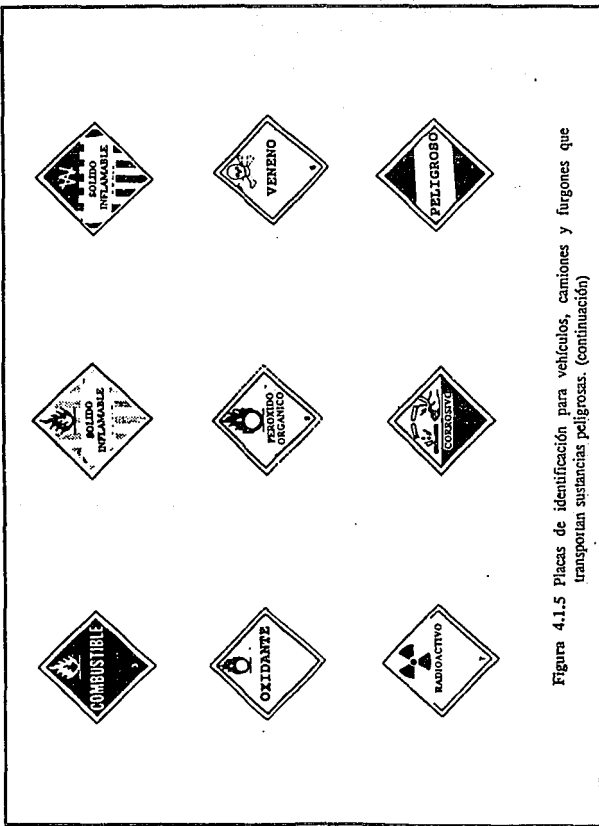 COMBUSTIBLE
SOLIDO
INFLAMABLE
SOLIDO
INFLAMABLE
OXIDANTE
PEROXIDO
ORGANICO
VENENO
RADIOACTIVO
7
CORROSIVO
PELIGROSO
Figura 4.1.5 Placas de identificación para vehículos, camiones y furgones que
transportan sustancias peligrosas. (continuación)